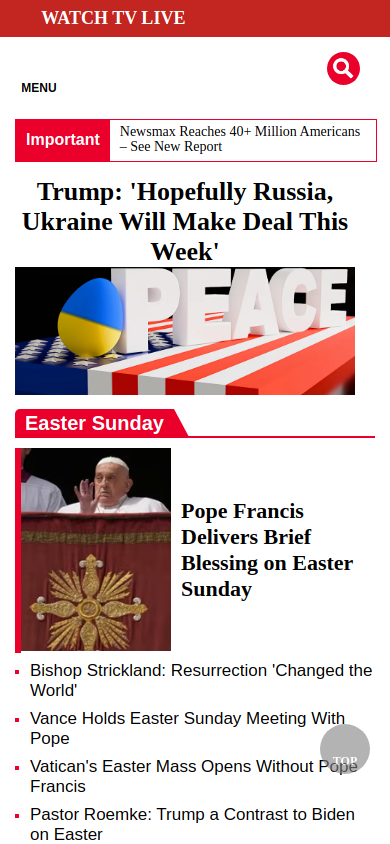 WATCH TV LIVE
MENU
Important
Newsmax Reaches 40+ Million Americans
– See New Report
Trump: 'Hopefully Russia,
Ukraine Will Make Deal This
Week'
PEACE
Easter Sunday
Pope Francis
Delivers Brief
Blessing on Easter
Sunday
Bishop Strickland: Resurrection 'Changed the
World'
Vance Holds Easter Sunday Meeting With
Pope
Vatican's Easter Mass Opens Without Pope
Francis
TOP
Pastor Roemke: Trump a Contrast to Biden
on Easter